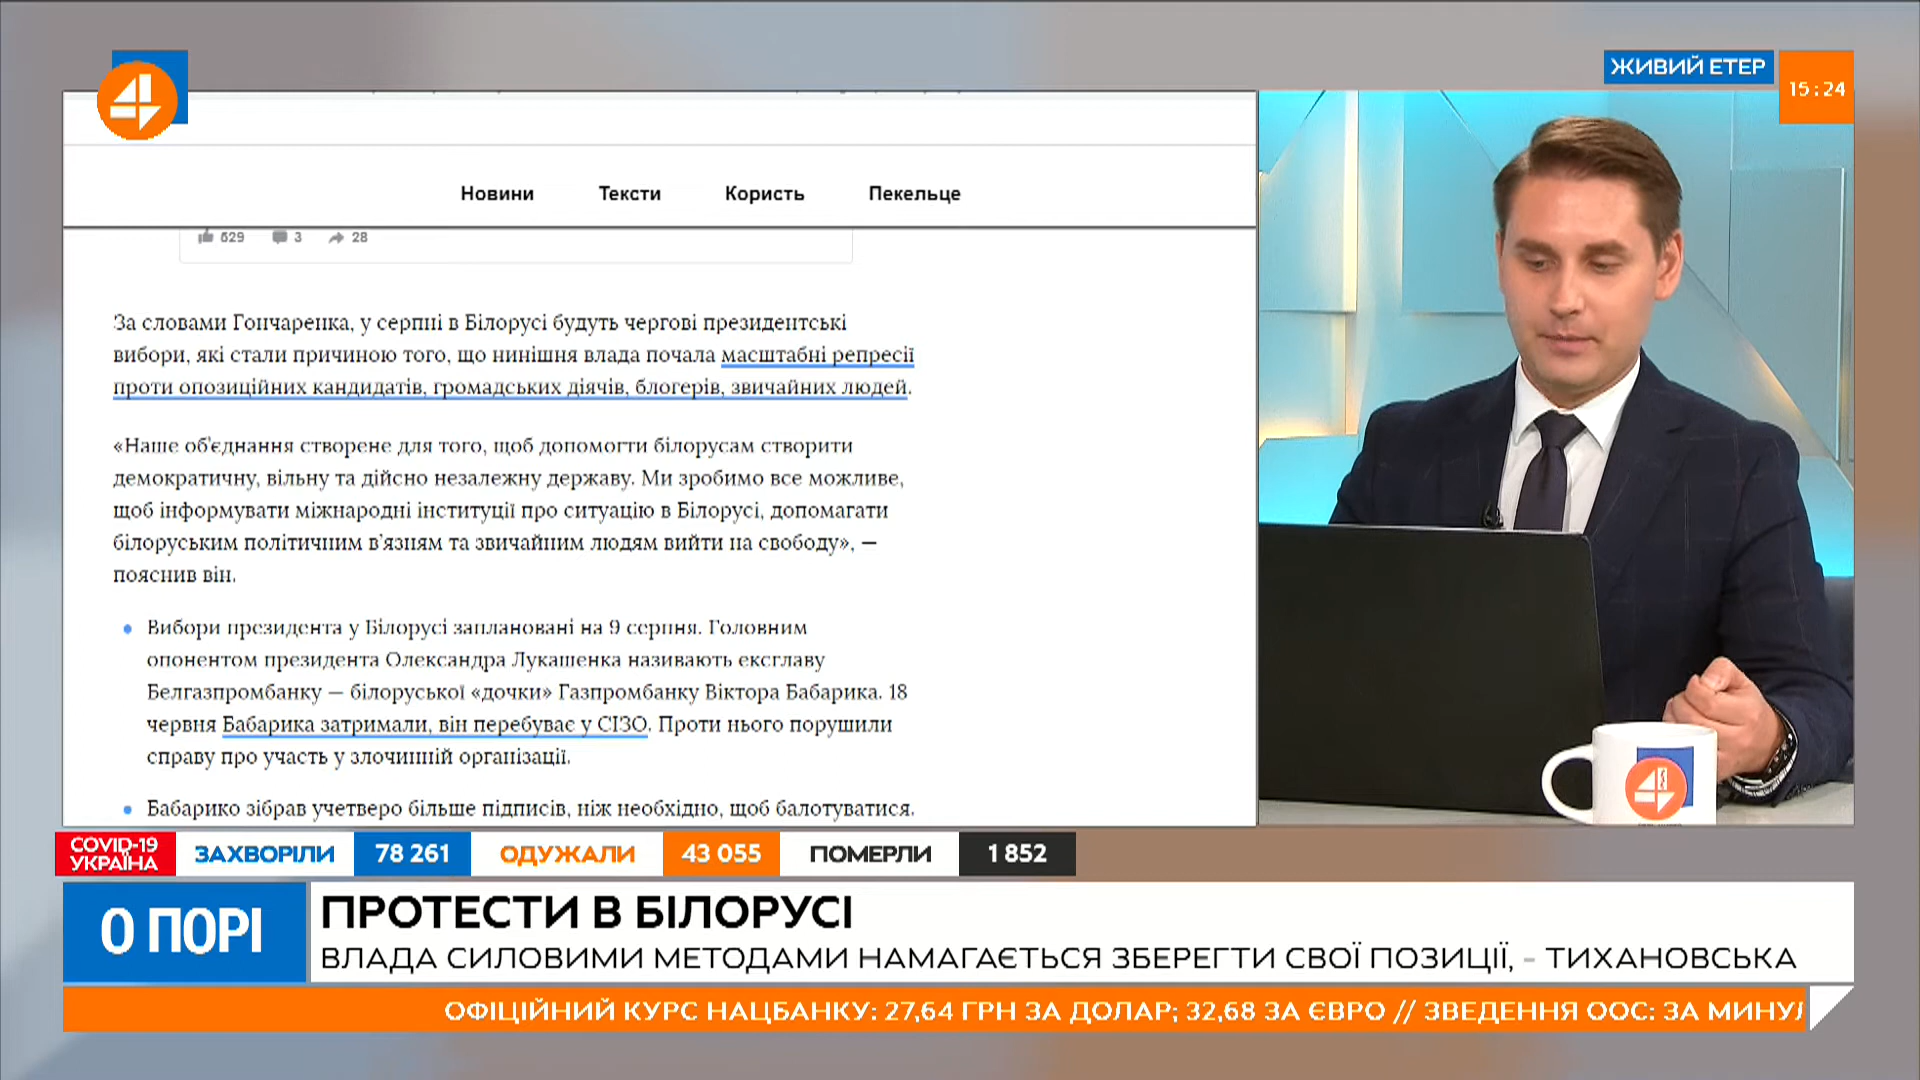 ЖИВИЙ ЕТЕР
15:24
Новини Тексти Користь Пекельце
629 3 28
За словами Гончаренка, у серпні в Білорусі будуть чергові президентські
вибори, які стали причиною того, що нинішня влада почала масштабні репресії
проти опозиційних кандидатів, громадських діячів, блогерів, звичайних людей.
«Наше об'єднання створене для того, щоб допомогти білорусам створити
демократичну, вільну та дійсно незалежну державу. Ми зробимо все можливе,
щоб інформувати міжнародні інституції про ситуацію в Білорусі, допомагати
білоруським політичним в'язням та звичайним людям вийти на свободу», —
пояснив він.
Вибори президента у Білорусі заплановані на 9 серпня. Головним
опонентом президента Олександра Лукашенка називають ексглаву
Белгазпромбанку — білоруської «дочки» Газпромбанку Віктора Бабарика. 18
червня Бабарика затримали, він перебуває у СІЗО. Проти нього порушили
справу про участь у злочинній організації.
Бабарико зібрав учетверо більше підписів, ніж необхідно, щоб балотуватися.
COVID-19
УКРАЇНА
ЗАХВОРІЛИ 78 261 ОДУЖАЛИ 43 055 ПОМЕРЛИ 1 852
О ПОРІ
ПРОТЕСТИ В БІЛОРУСІ
ВЛАДА СИЛОВИМИ МЕТОДАМИ НАМАГАЄТЬСЯ ЗБЕРЕГТИ СВОЇ ПОЗИЦІЇ, - ТИХАНОВСЬКА
ОФІЦІЙНИЙ КУРС НАЦБАНКУ: 27,64 ГРН ЗА ДОЛАР; 32,68 ЗА ЄВРО // ЗВЕДЕННЯ ООС: ЗА МИНУЛ